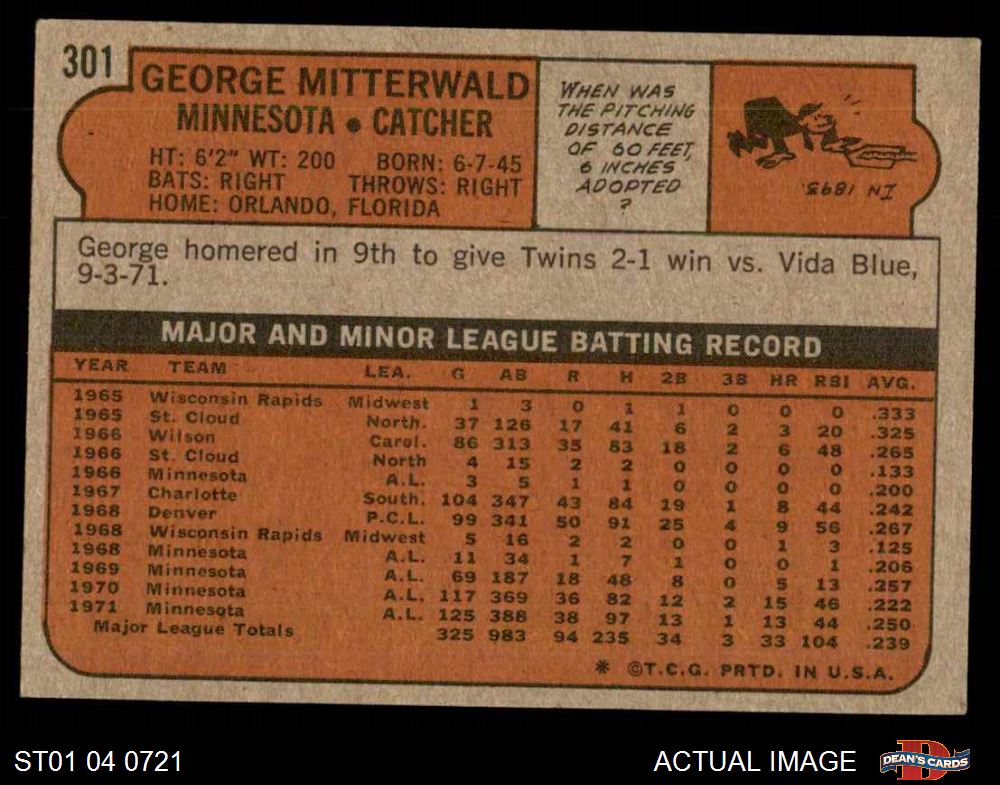 301
GEORGE MITTERWALD
MINNESOTA • CATCHER
HT: 6'2" WT: 200 BORN: 6-7-45
BATS: RIGHT THROWS: RIGHT
HOME: ORLANDO, FLORIDA
WHEN WAS
THE PITCHING
DISTANCE
OF 60 FEET,
6 INCHES
ADOPTED
?
IN 1893.
George homered in 9th to give Twins 2-1 win vs. Vida Blue,
9-3-71.
MAJOR AND MINOR LEAGUE BATTING RECORD
YEAR TEAM LEA. G AB R H 2B 3B HR RBI AVG.
1965 Wisconsin Rapids Midwest 1 3 0 1 1 0 0 0 .333
1965 St. Cloud North. 37 126 17 41 6 2 3 20 .325
1966 Wilson Carol. 86 313 35 83 18 2 6 48 .265
1966 St. Cloud North 4 15 2 2 0 0 0 0 .133
1966 Minnesota A.L. 3 5 1 1 0 0 0 0 .200
1967 Charlotte South. 104 347 43 84 19 1 8 44 .242
1968 Denver P.C.L. 99 341 50 91 25 4 9 56 .267
1968 Wisconsin Rapids Midwest 5 16 2 2 0 0 1 3 .125
1968 Minnesota A.L. 11 34 1 7 1 0 0 1 .206
1969 Minnesota A.L. 69 187 18 48 8 0 5 13 .257
1970 Minnesota A.L. 117 369 36 82 12 2 15 46 .222
1971 Minnesota A.L. 125 388 38 97 13 1 13 44 .250
Major League Totals 325 983 94 235 34 3 33 104 .239
* ©T.C.G. PRTD. IN U.S.A.
ST01 04 0721
ACTUAL IMAGE
DEAN'S CARDS